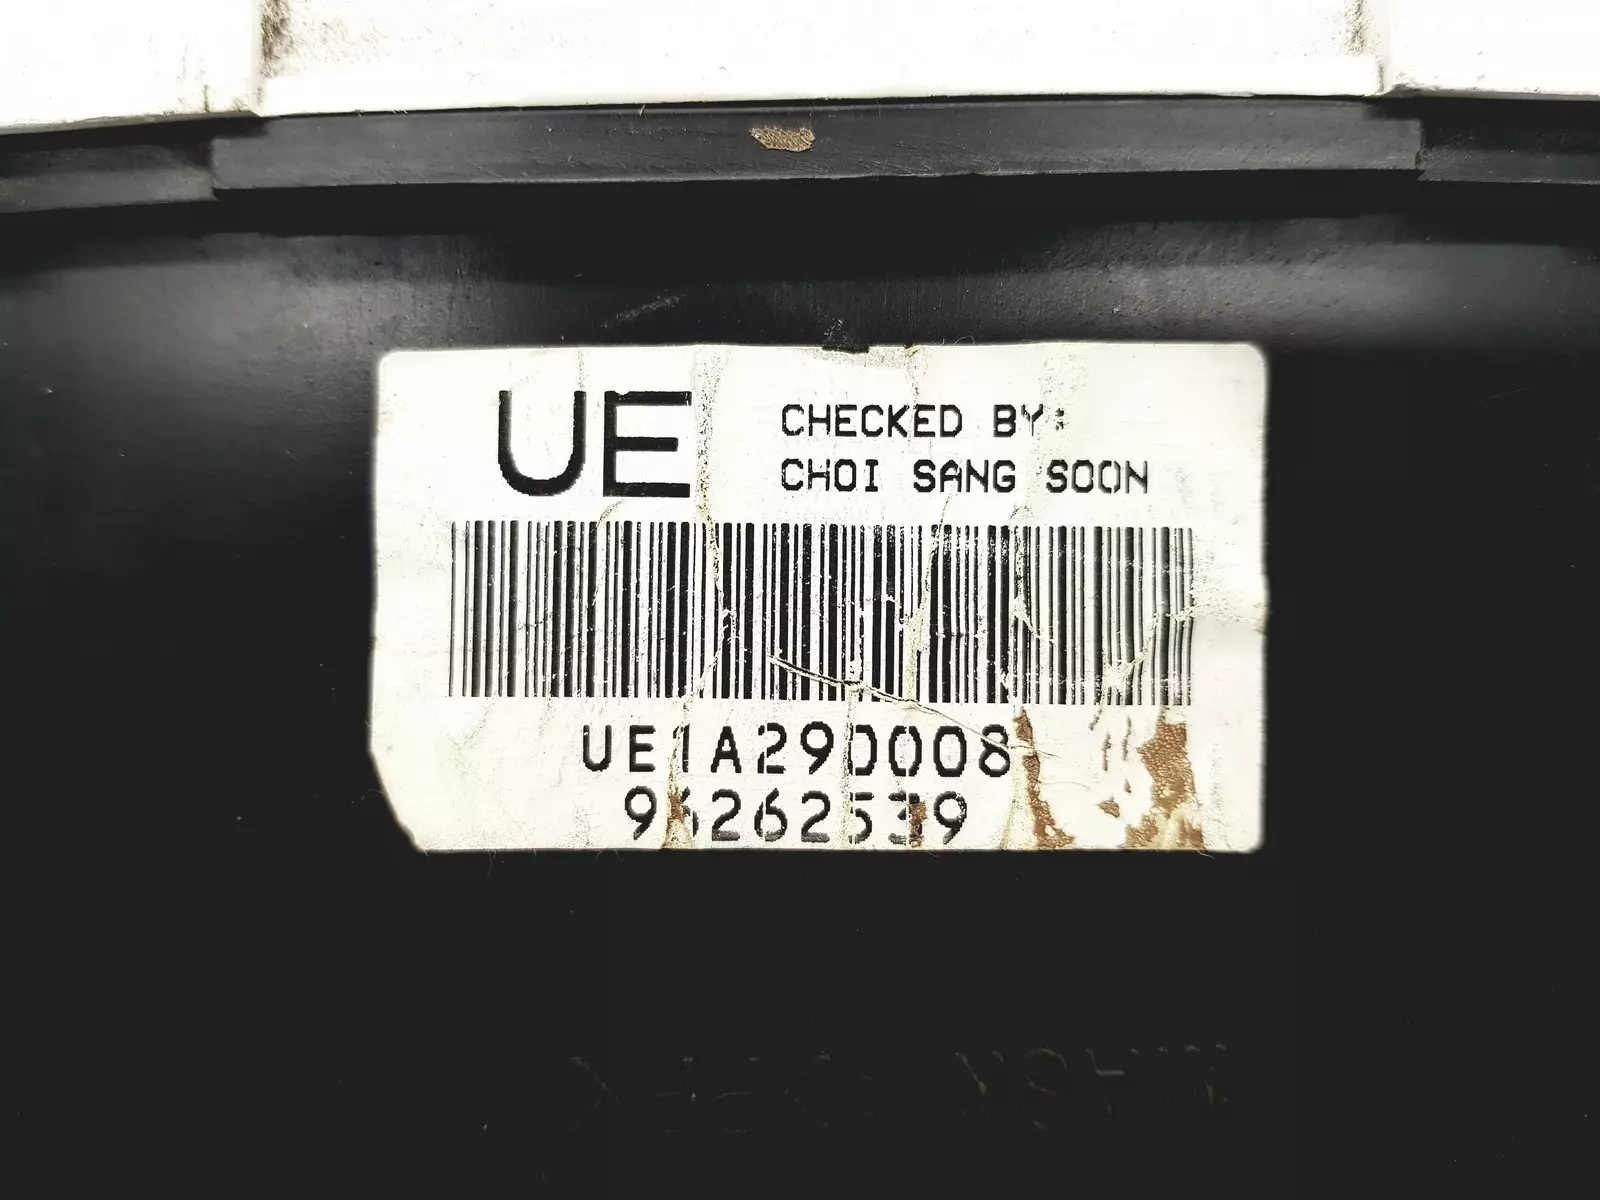 UE
CHECKED BY:
CHOI SANG SOON
UE1A290008
96262539